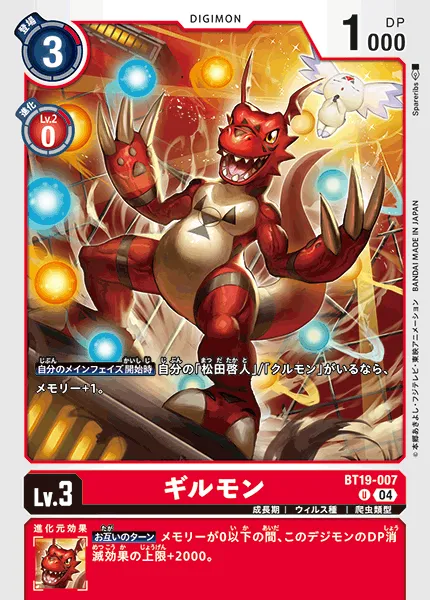 DIGIMON
登場
3
1000
DP
進化
Lv.2
0
Spareribs
BANDAI MADE IN JAPAN
© 本郷あきよし・フジテレビ・東映アニメーション
自分のメインフェイズ開始時 自分の「松田啓人」/「クルモン」がいるなら、
メモリー+1。
BT19-007
Lv.3
ギルモン
U 04
成長期 | ウィルス種 | 爬虫類型
進化元効果
お互いのターン メモリーが0以下の間、このデジモンのDP消
滅効果の上限+2000。